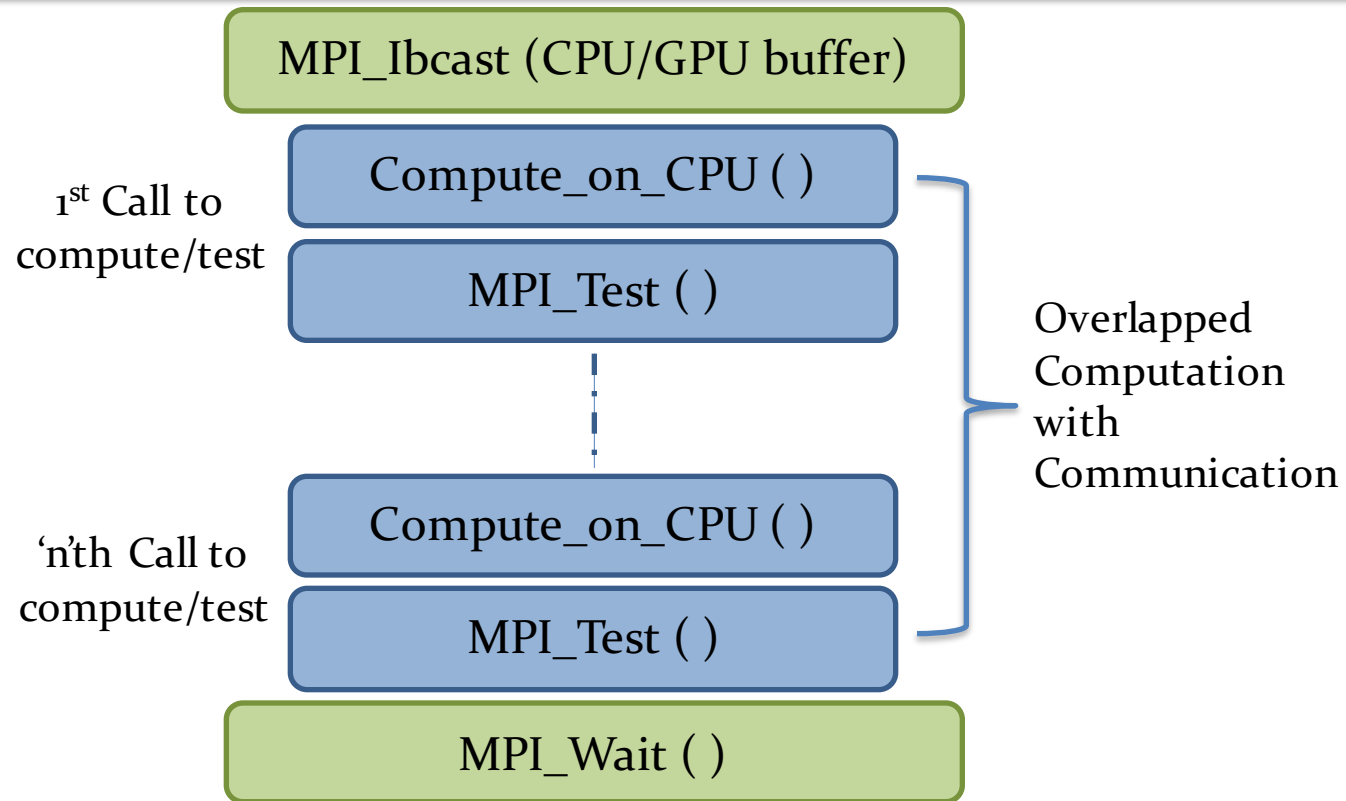 MPI_Ibcast (CPU/GPU buffer)
1st Call to
compute/test
Compute_on_CPU ( )
MPI_Test ( )
Overlapped
Computation
with
Communication
‘n’th Call to
compute/test
Compute_on_CPU ( )
MPI_Test ( )
MPI_Wait ( )